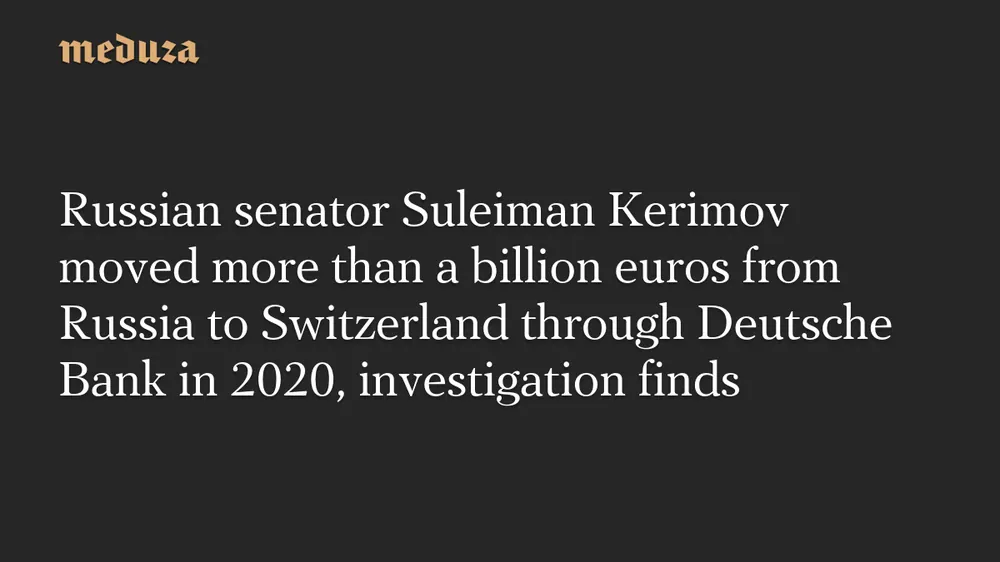 meduza
Russian senator Suleiman Kerimov
moved more than a billion euros from
Russia to Switzerland through Deutsche
Bank in 2020, investigation finds